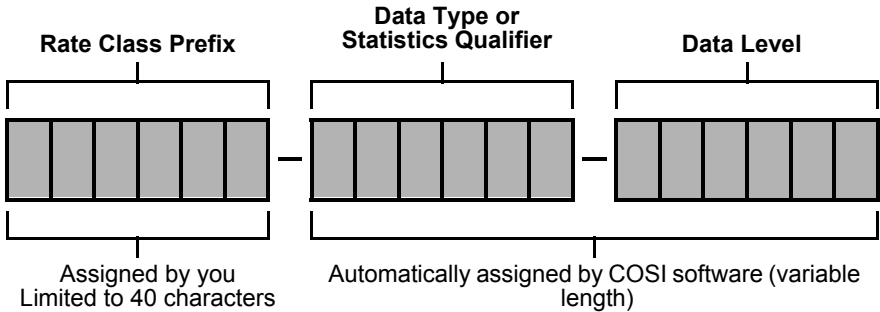 Rate Class Prefix
Data Type or
Statistics Qualifier
Data Level
Assigned by you
Limited to 40 characters
Automatically assigned by COSI software (variable
length)